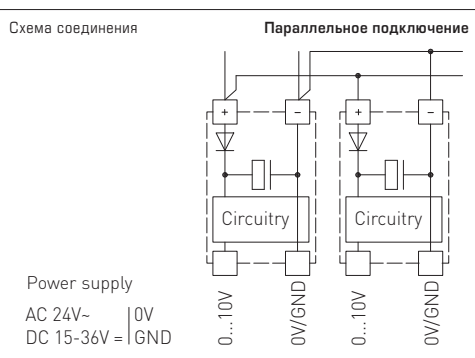 Схема соединения
Параллельное подключение
+ − + −
Circuitry Circuitry
Power supply
AC 24V~ 0V
DC 15-36V = GND
0...10V
0V/GND
0...10V
0V/GND